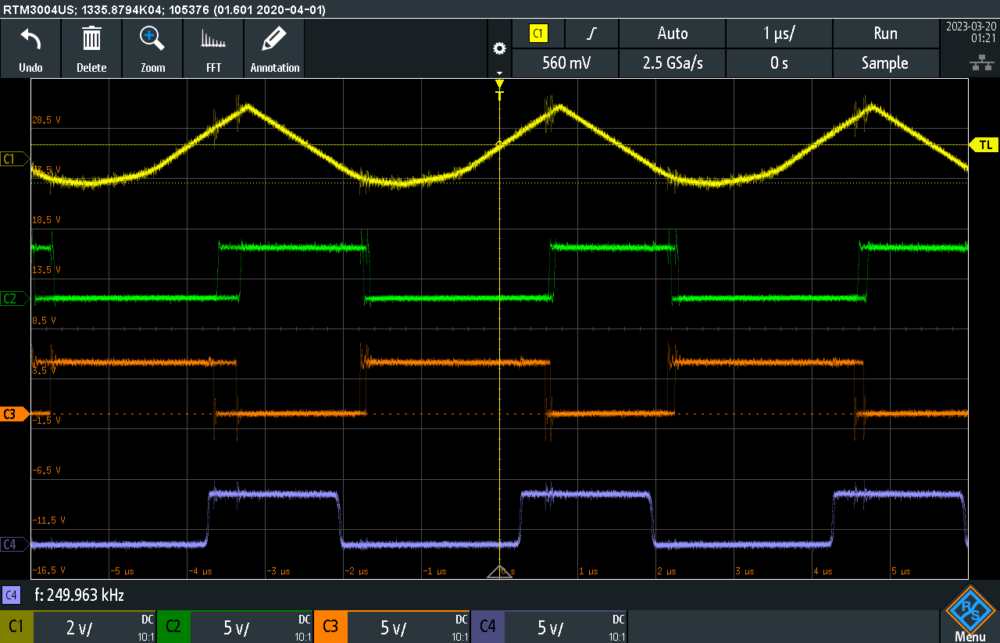 RTM3004US; 1335.8794K04; 105376 (01.601 2020-04-01)
Undo Delete Zoom FFT Annotation
C1 Auto 1 µs/ Run
560 mV 2.5 GSa/s 0 s Sample
2023-03-20
01:21
T
28.5 V
TL
C1
18.5 V
13.5 V
C2
8.5 V
3.5 V
C3
-1.5 V
-6.5 V
-11.5 V
C4
-16.5 V -5 µs -4 µs -3 µs -2 µs -1 µs 0 s 1 µs 2 µs 3 µs 4 µs 5 µs
C4 f: 249.963 kHz
C1 2 V/ DC 10:1 C2 5 V/ DC 10:1 C3 5 V/ DC 10:1 C4 5 V/ DC 10:1
R S
Menu